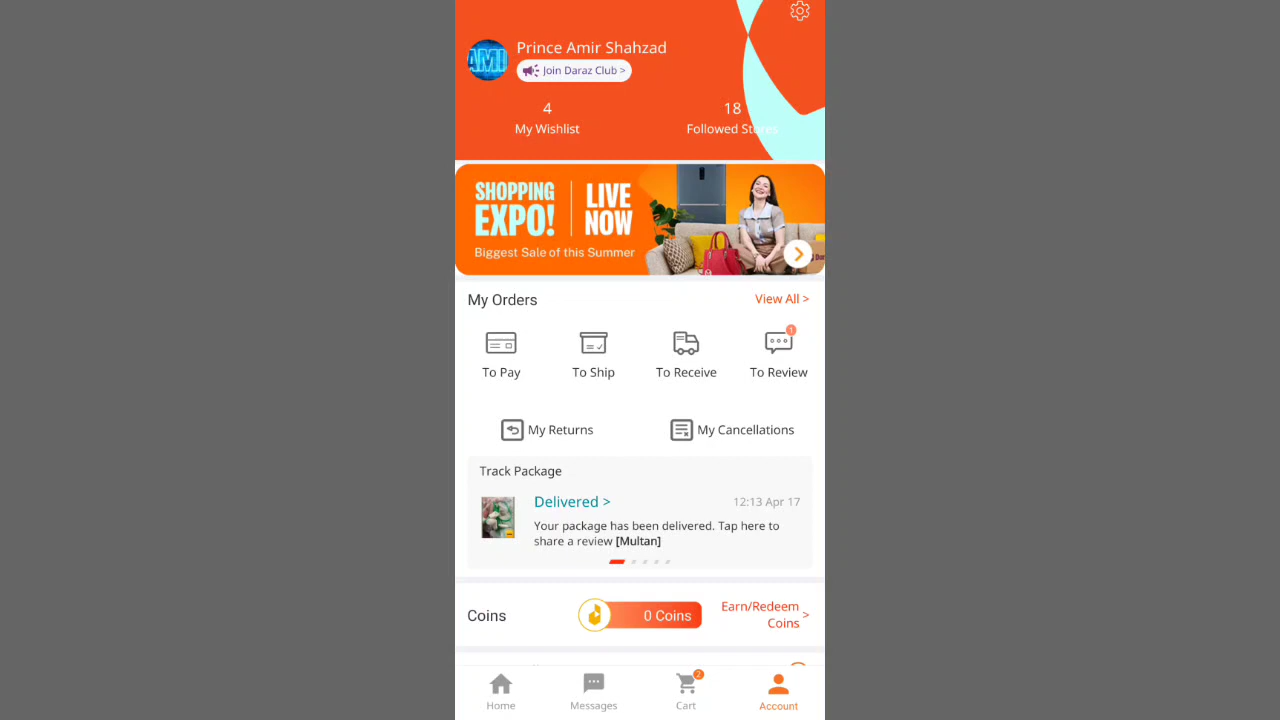 Prince Amir Shahzad
AMI
Join Daraz Club >
4
18
My Wishlist
Followed Stores
SHOPPING
EXPO!
LIVE
NOW
Biggest Sale of this Summer
My Orders
View All >
1
To Pay
To Ship
To Receive
To Review
My Returns
My Cancellations
Track Package
Delivered >
12:13 Apr 17
Your package has been delivered. Tap here to
share a review [Multan]
Coins
0 Coins
Earn/Redeem
Coins >
2
Home
Messages
Cart
Account